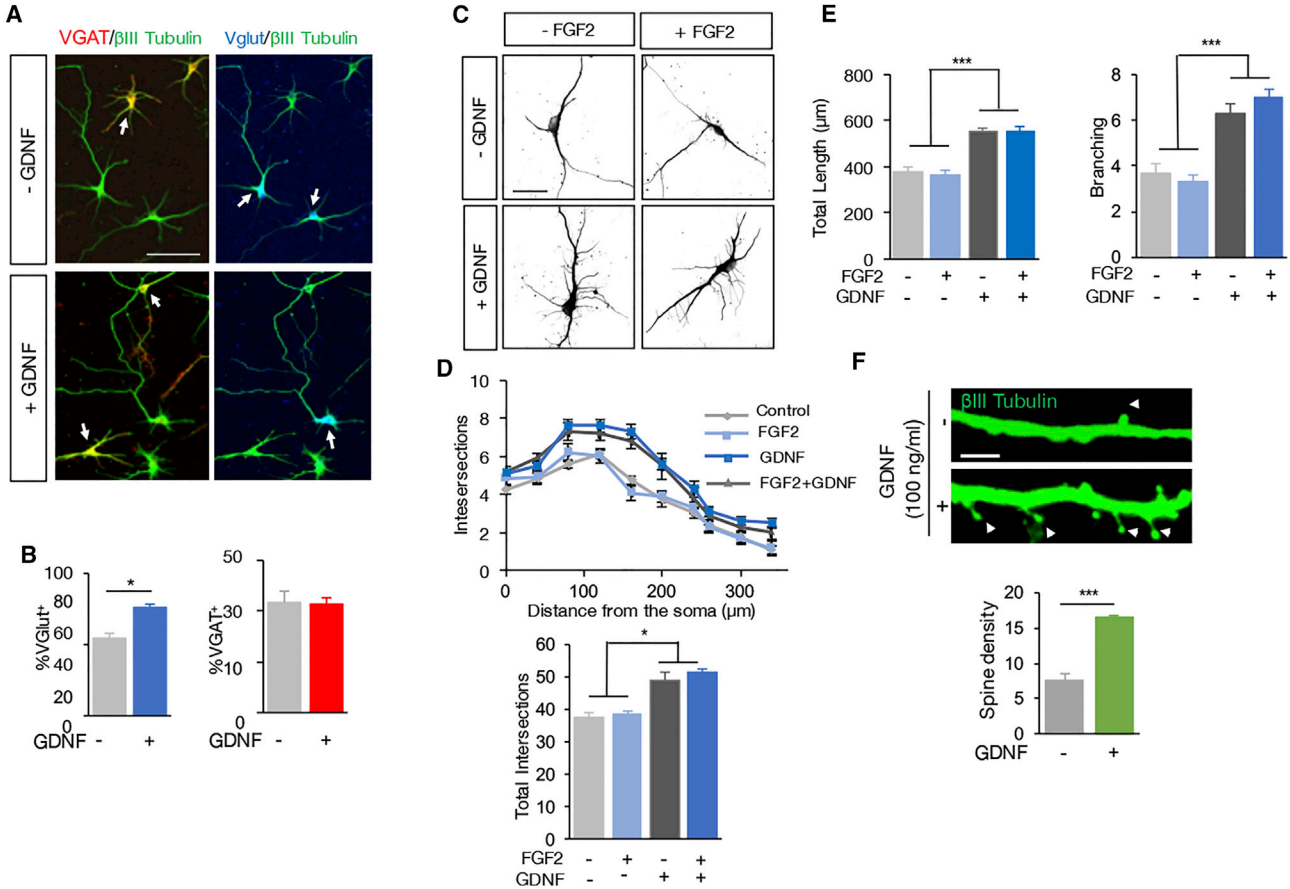 A
VGAT/βIII Tubulin
Vglut/βIII Tubulin
- GDNF
+ GDNF
B
100
80
60
40
20
0
%VGlut+
*
GDNF - +
50
30
10
0
%VGAT+
GDNF - +
C
- FGF2
+ FGF2
- GDNF
+ GDNF
D
10
8
6
4
2
0
Intesersections
0 100 200 300
Distance from the soma (µm)
Control
FGF2
GDNF
FGF2+GDNF
60
50
40
30
20
10
0
Total Intersections
*
FGF2 - + - +
GDNF - - + +
E
800
600
400
200
0
Total Length (µm)
***
FGF2 - + - +
GDNF - - + +
8
6
4
2
0
Branching
***
FGF2 - + - +
GDNF - - + +
F
βIII Tubulin
GDNF
(100 ng/ml)
-
+
20
15
10
5
0
Spine density
***
GDNF - +